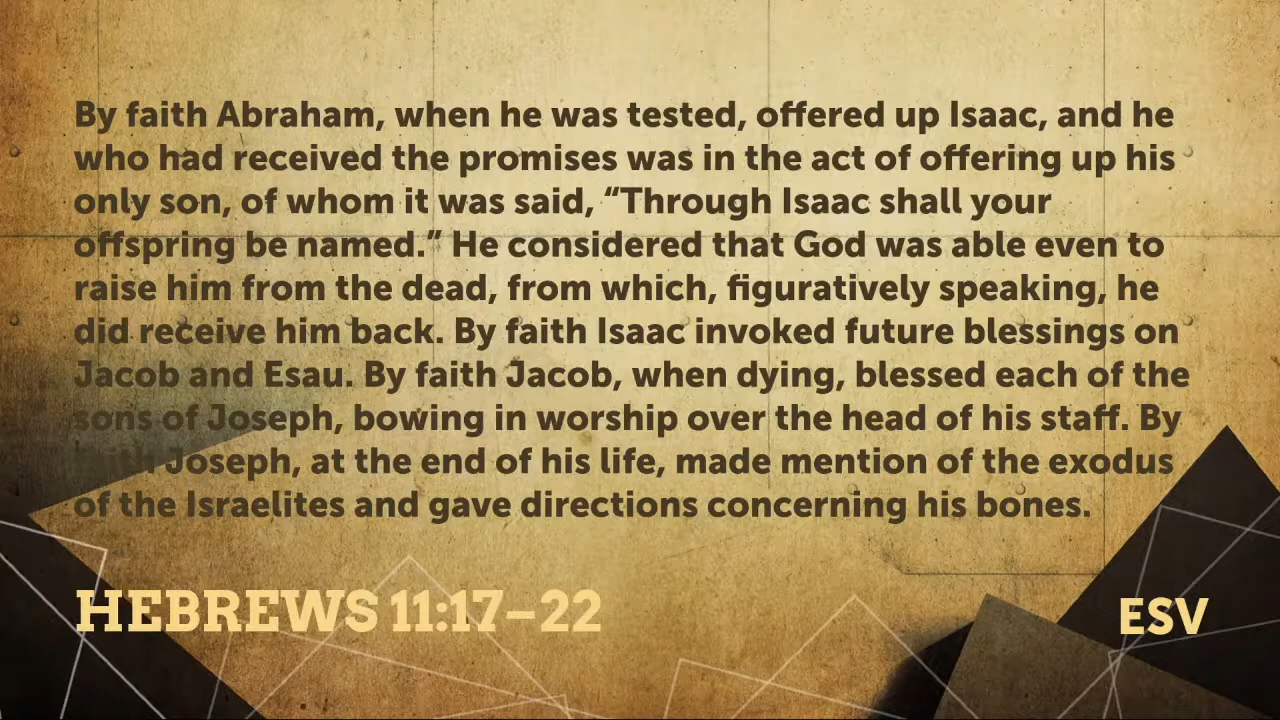 By faith Abraham, when he was tested, offered up Isaac, and he
who had received the promises was in the act of offering up his
only son, of whom it was said, “Through Isaac shall your
offspring be named.” He considered that God was able even to
raise him from the dead, from which, figuratively speaking, he
did receive him back. By faith Isaac invoked future blessings on
Jacob and Esau. By faith Jacob, when dying, blessed each of the
sons of Joseph, bowing in worship over the head of his staff. By
faith Joseph, at the end of his life, made mention of the exodus
of the Israelites and gave directions concerning his bones.
HEBREWS 11:17–22
ESV